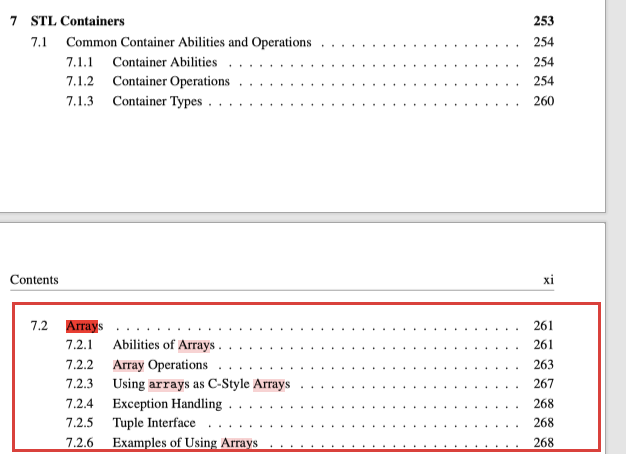 7 STL Containers 253
7.1 Common Container Abilities and Operations . . . . . . . . . . . . . . . . . . . . 254
7.1.1 Container Abilities . . . . . . . . . . . . . . . . . . . . . . . . . . . 254
7.1.2 Container Operations . . . . . . . . . . . . . . . . . . . . . . . . . . 254
7.1.3 Container Types . . . . . . . . . . . . . . . . . . . . . . . . . . . . . 260
Contents xi
7.2 Arrays . . . . . . . . . . . . . . . . . . . . . . . . . . . . . . . . . . . . 261
7.2.1 Abilities of Arrays . . . . . . . . . . . . . . . . . . . . . . . . . . . . 261
7.2.2 Array Operations . . . . . . . . . . . . . . . . . . . . . . . . . . . . 263
7.2.3 Using arrays as C-Style Arrays . . . . . . . . . . . . . . . . . . . . . 267
7.2.4 Exception Handling . . . . . . . . . . . . . . . . . . . . . . . . . . . 268
7.2.5 Tuple Interface . . . . . . . . . . . . . . . . . . . . . . . . . . . . . 268
7.2.6 Examples of Using Arrays . . . . . . . . . . . . . . . . . . . . . . . . 268